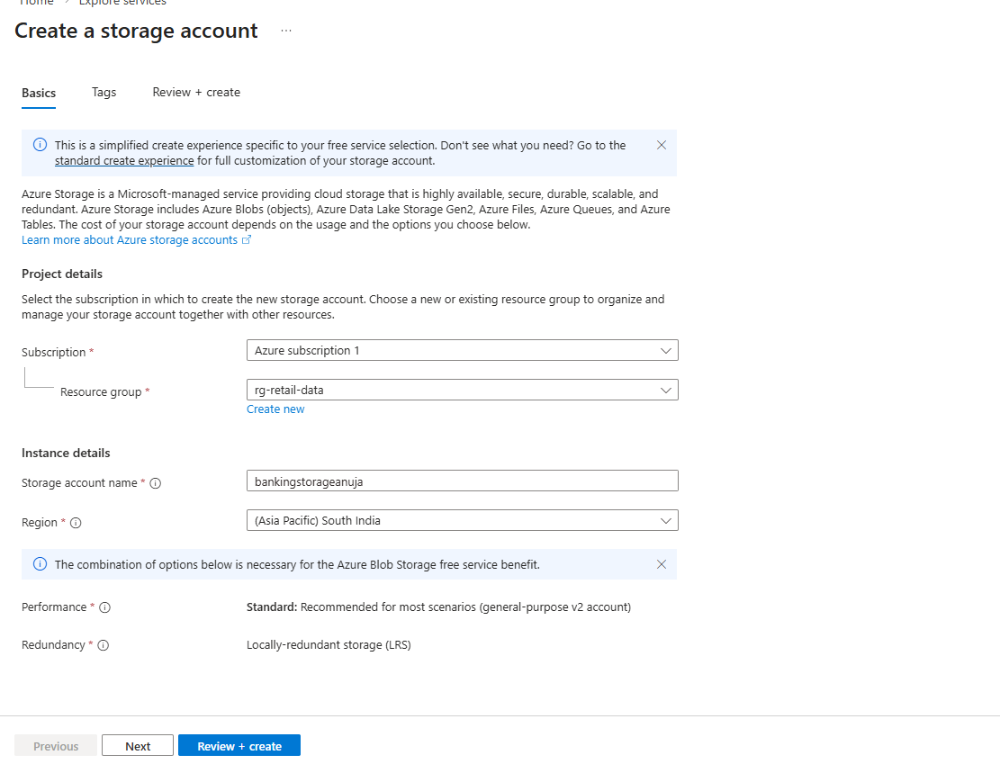 Home > Explore services
Create a storage account ...
Basics Tags Review + create
This is a simplified create experience specific to your free service selection. Don't see what you need? Go to the
standard create experience for full customization of your storage account.
Azure Storage is a Microsoft-managed service providing cloud storage that is highly available, secure, durable, scalable, and
redundant. Azure Storage includes Azure Blobs (objects), Azure Data Lake Storage Gen2, Azure Files, Azure Queues, and Azure
Tables. The cost of your storage account depends on the usage and the options you choose below.
Learn more about Azure storage accounts
Project details
Select the subscription in which to create the new storage account. Choose a new or existing resource group to organize and
manage your storage account together with other resources.
Subscription * Azure subscription 1
Resource group * rg-retail-data
Create new
Instance details
Storage account name * bankingstorageanuja
Region * (Asia Pacific) South India
The combination of options below is necessary for the Azure Blob Storage free service benefit.
Performance * Standard: Recommended for most scenarios (general-purpose v2 account)
Redundancy * Locally-redundant storage (LRS)
Previous Next Review + create